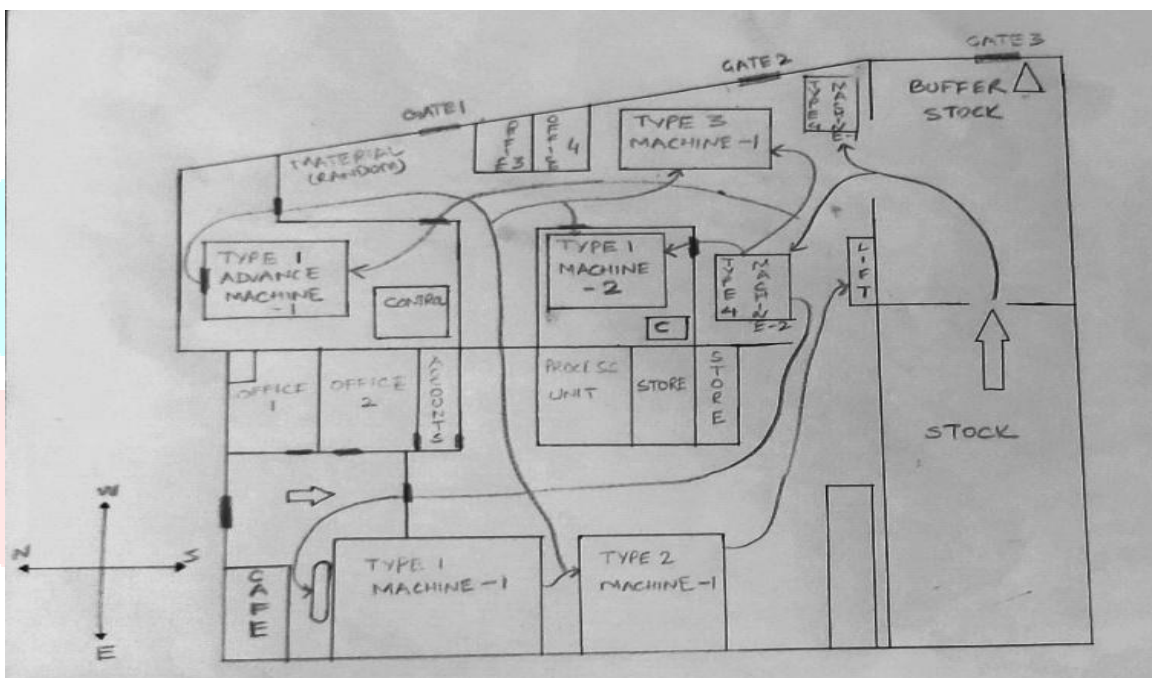 GATE 3
GATE 2
GATE 1
BUFFER
STOCK
TYPE 4
MACHINE-1
TYPE 3
MACHINE-1
OFFICE 4
MATERIAL
(RANDOM)
TYPE 1
ADVANCE
MACHINE
-1
CONTROL
TYPE 1
MACHINE
-2
C
TYPE 4
MACHINE-2
LIFT
OFFICE
1
OFFICE
2
ACCOUNTS
PROCESS
UNIT
STORE
STORE
STOCK
W
N
S
E
CAFE
TYPE 1
MACHINE-1
TYPE 2
MACHINE-1